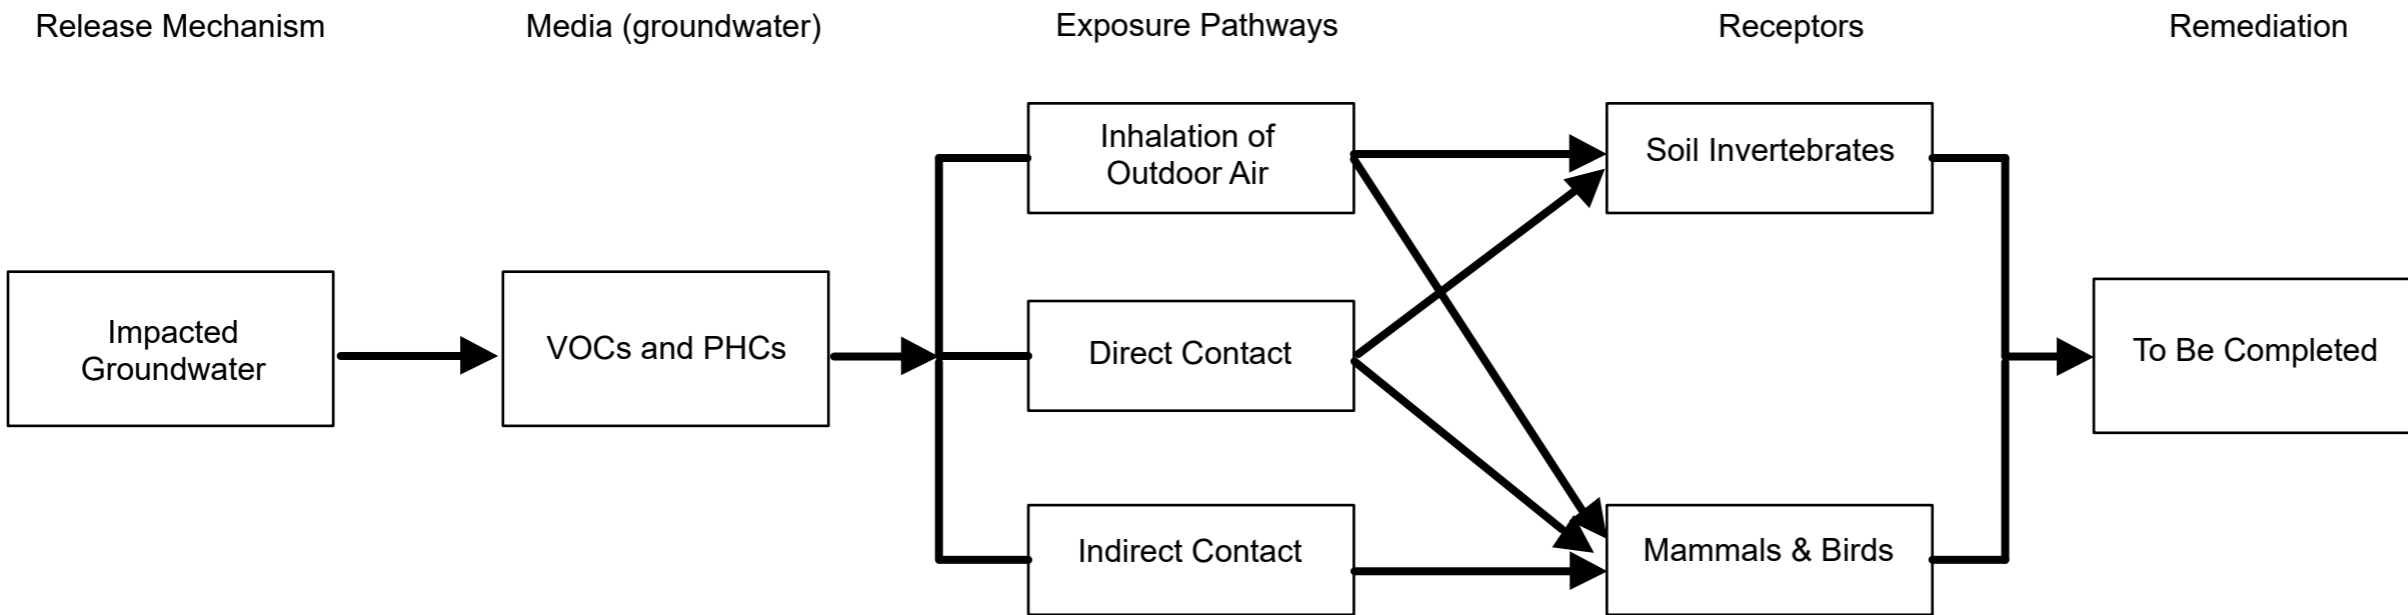 Release Mechanism
Media (groundwater)
Exposure Pathways
Receptors
Remediation
Impacted
Groundwater
VOCs and PHCs
Inhalation of
Outdoor Air
Direct Contact
Indirect Contact
Soil Invertebrates
Mammals & Birds
To Be Completed